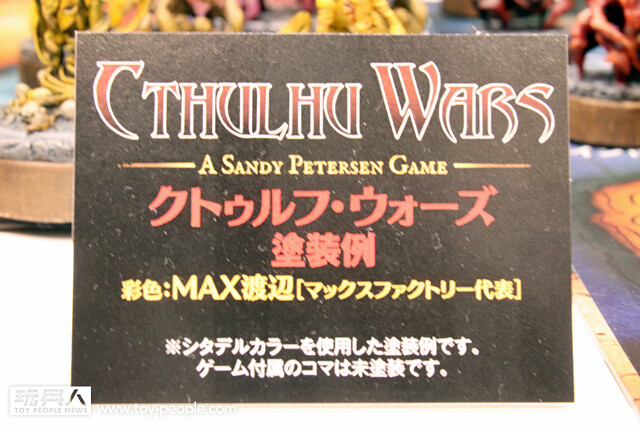 CTHULHU WARS
A SANDY PETERSEN GAME
クトゥルフ・ウォーズ
塗装例
彩色:MAX渡辺[マックスファクトリー代表]
※シタデルカラーを使用した塗装例です。
ゲーム付属のコマは未塗装です。
玩具人
TOY PEOPLE NEWS
www.toy-people.com